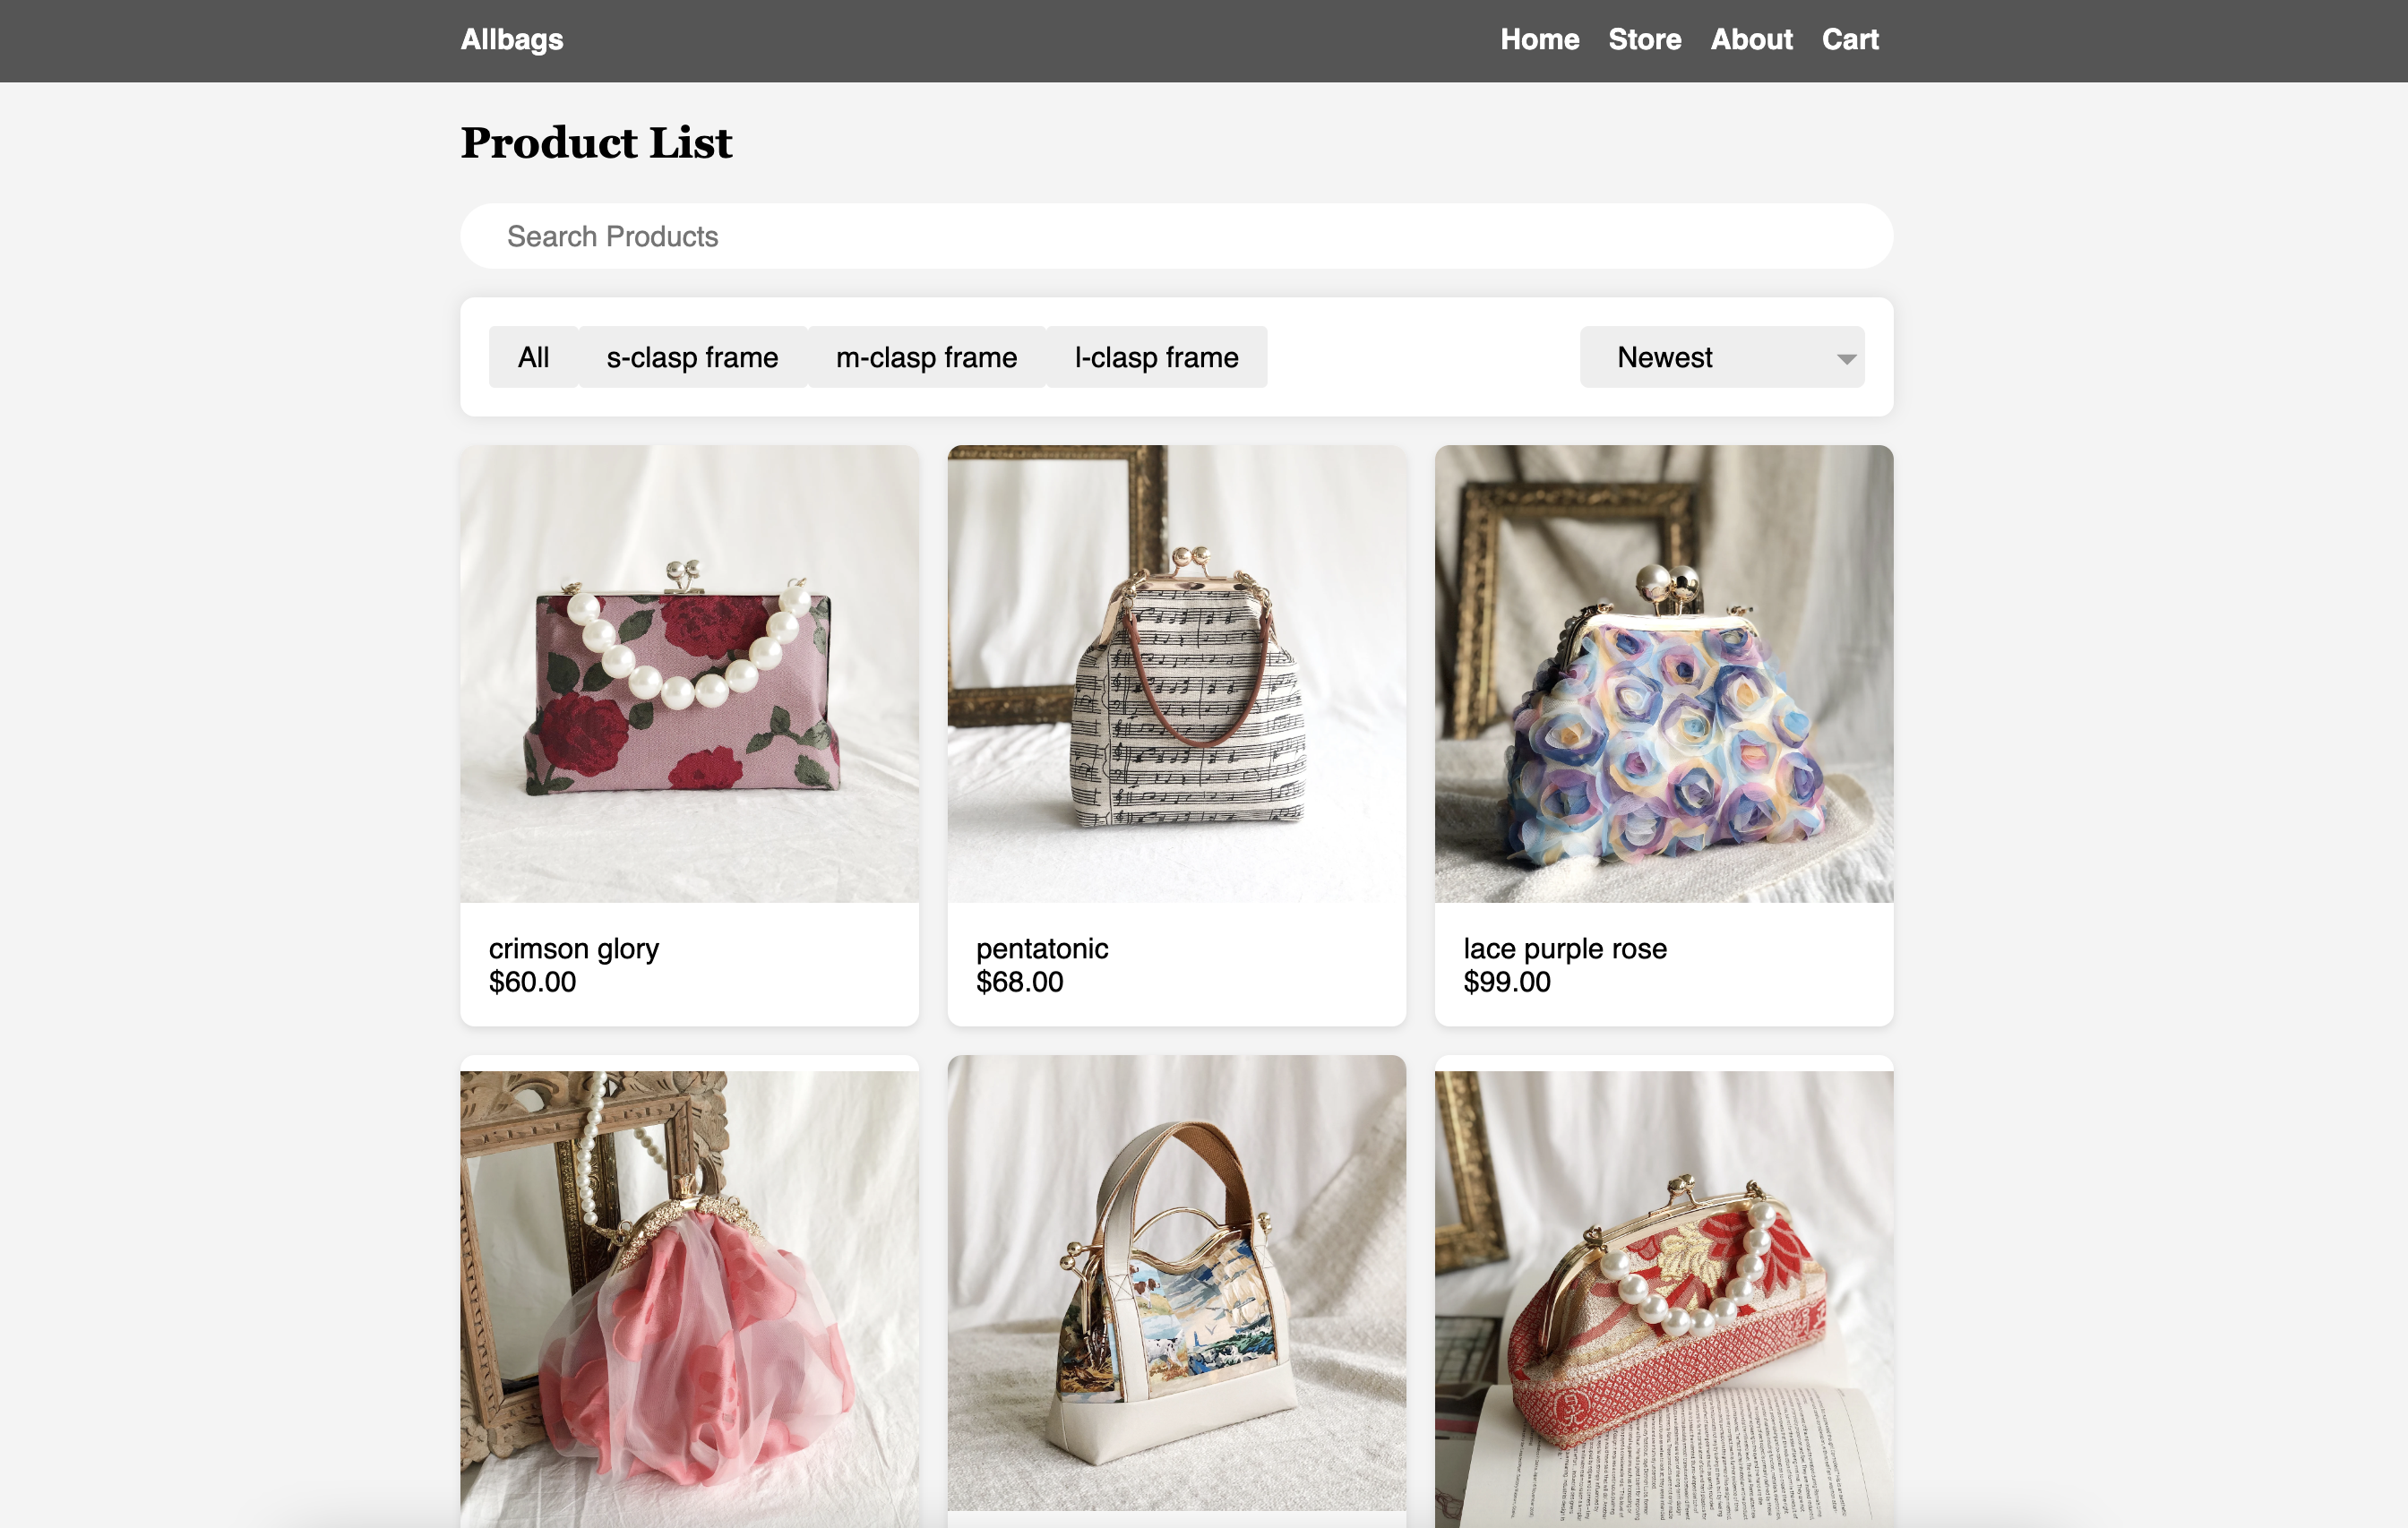 Allbags
Home Store About Cart
Product List
Search Products
All s-clasp frame m-clasp frame l-clasp frame Newest
crimson glory
$60.00
pentatonic
$68.00
lace purple rose
$99.00